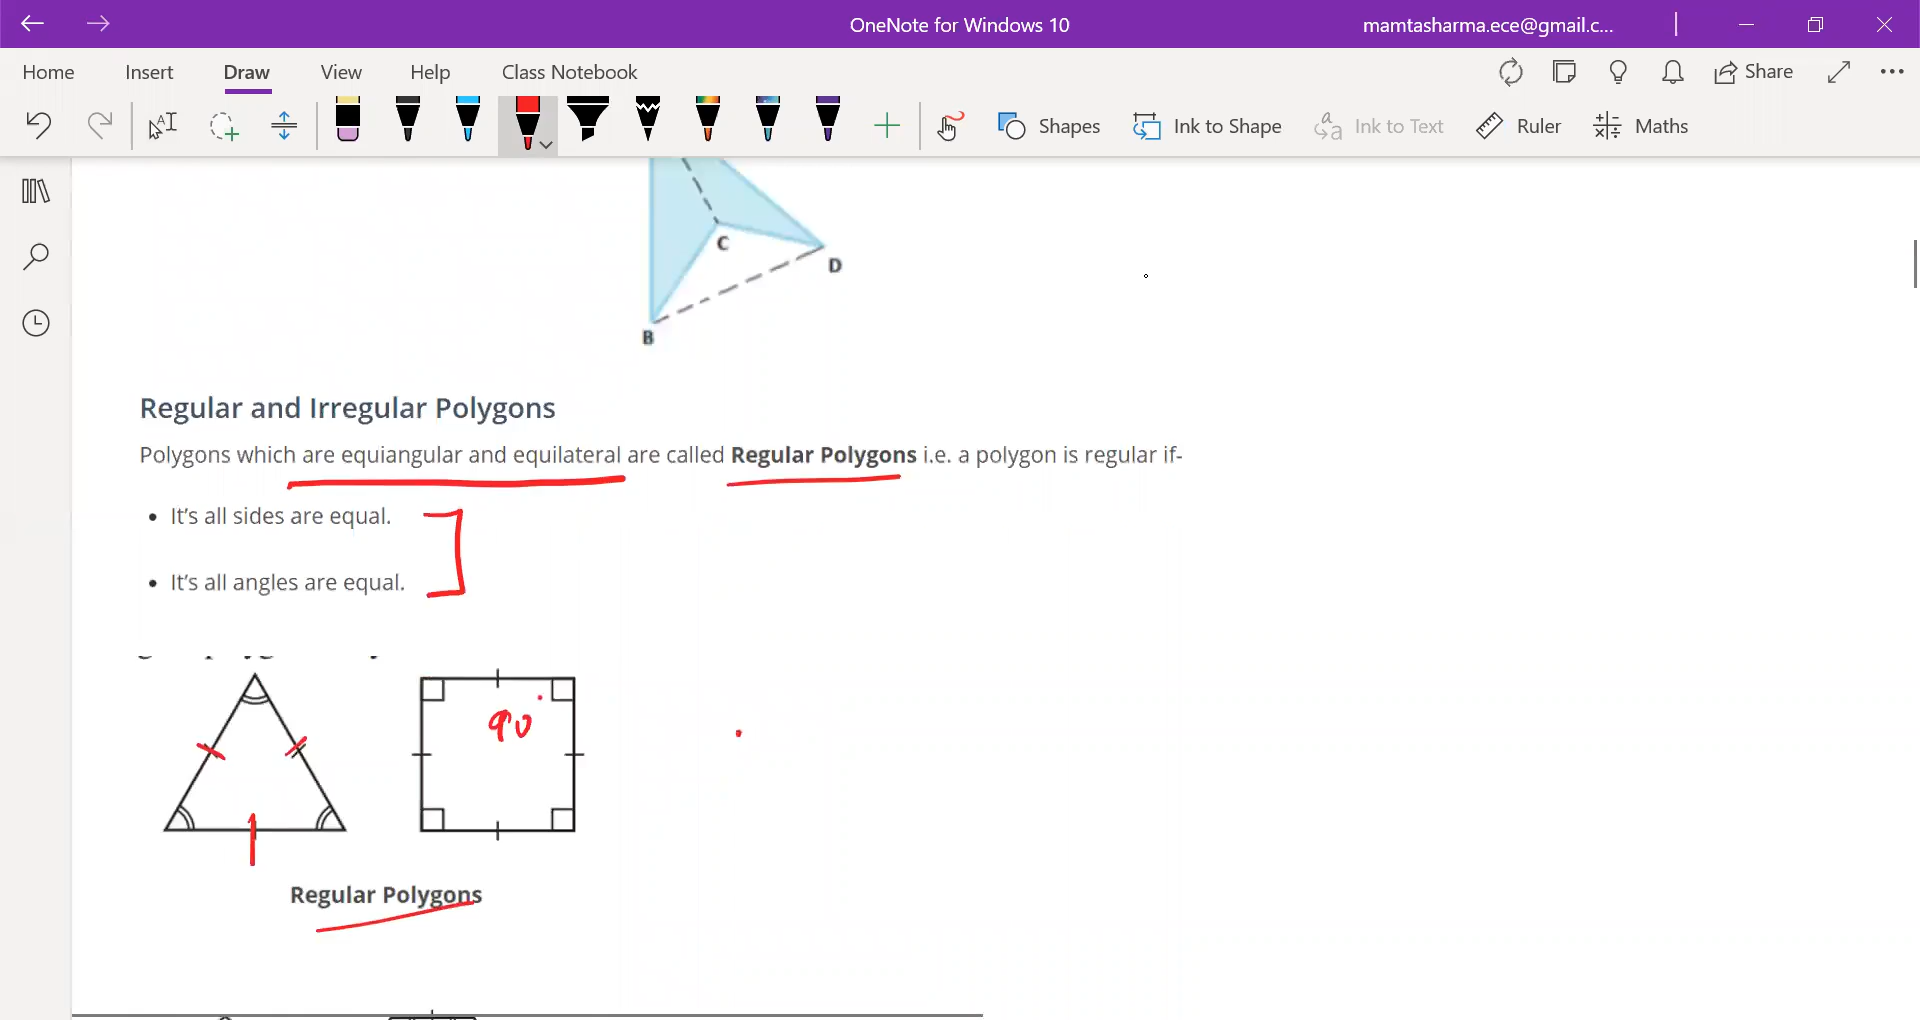 OneNote for Windows 10
mamtasharma.ece@gmail.c...
Home Insert Draw View Help Class Notebook Share
Shapes Ink to Shape Ink to Text Ruler Maths
C
D
B
Regular and Irregular Polygons
Polygons which are equiangular and equilateral are called Regular Polygons i.e. a polygon is regular if-
• It's all sides are equal.
• It's all angles are equal.
90°
Regular Polygons